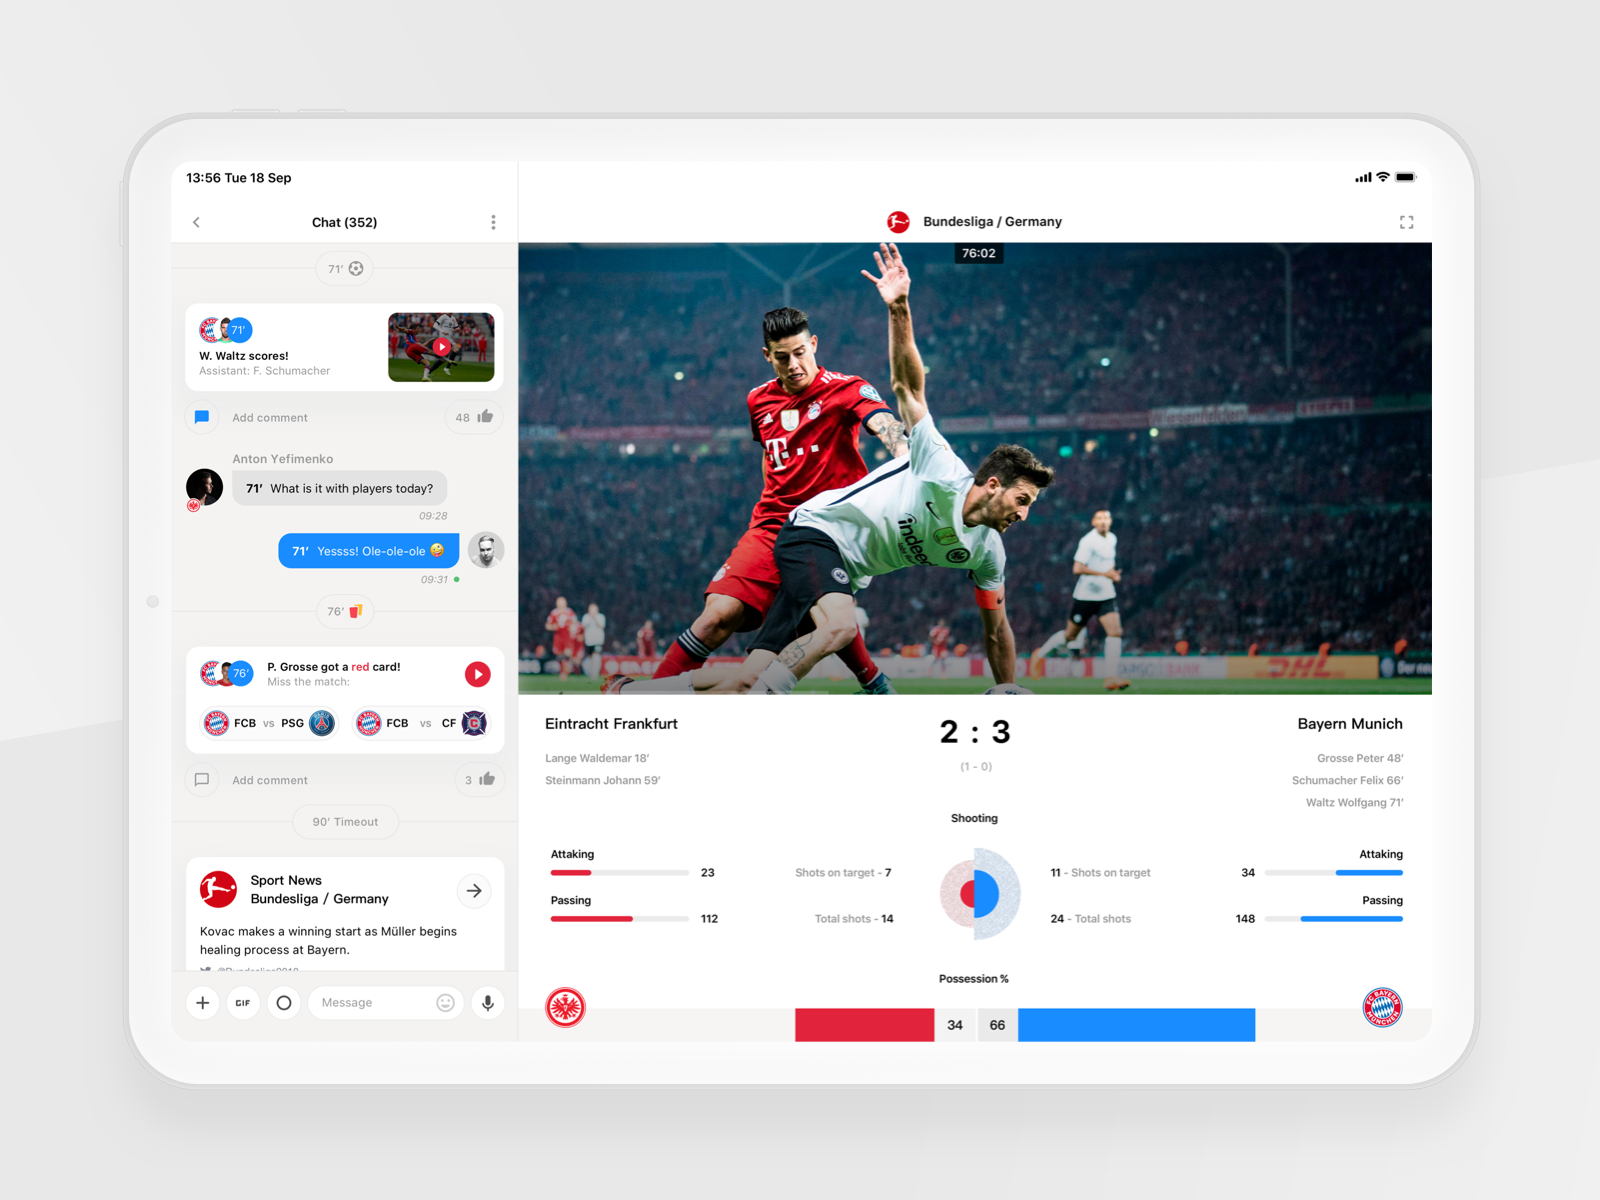 13:56 Tue 18 Sep
Chat (352)
71′
71′
W. Waltz scores!
Assistant: F. Schumacher
Add comment
48
Anton Yefimenko
71′ What is it with players today?
09:28
71′ Yessss! Ole-ole-ole 🤪
09:31
76′
76′
P. Grosse got a red card!
Miss the match:
FCB vs PSG
FCB vs CF
Add comment
3
90′ Timeout
Sport News
Bundesliga / Germany
Kovac makes a winning start as Müller begins
healing process at Bayern.
GIF
Message
Bundesliga / Germany
76:02
T
indeed
DHL
Eintracht Frankfurt
2 : 3
Bayern Munich
Lange Waldemar 18′
(1 - 0)
Grosse Peter 48′
Steinmann Johann 59′
Schumacher Felix 66′
Waltz Wolfgang 71′
Shooting
Attaking
23
Shots on target - 7
11 - Shots on target
34
Attaking
Passing
112
Total shots - 14
24 - Total shots
148
Passing
Possession %
34
66
FC BAYERN
MÜNCHEN